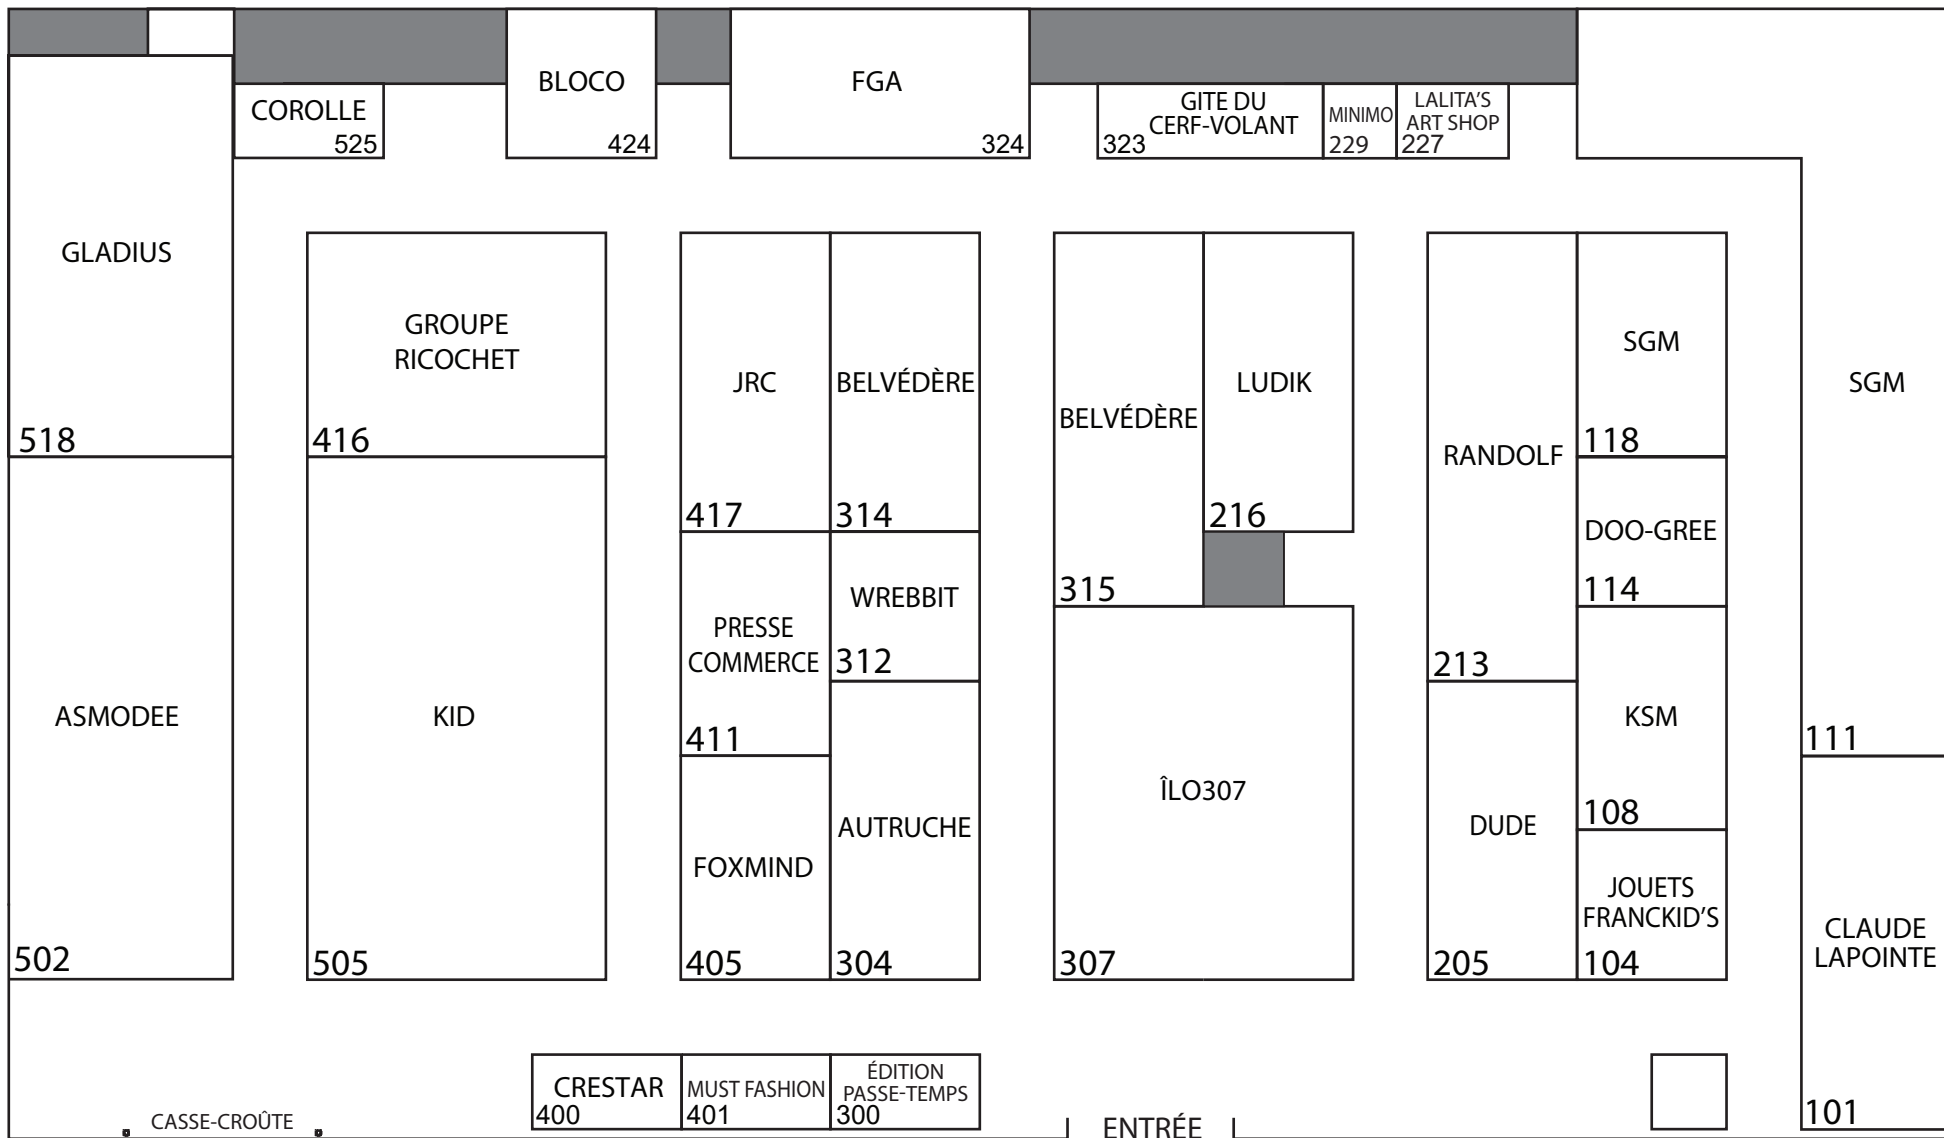 BLOCO
424
FGA
324
COROLLE
525
GITE DU
CERF-VOLANT
323
MINIMO
229
LALITA'S
ART SHOP
227
GLADIUS
518
GROUPE
RICOCHET
416
JRC
417
BELVÉDÈRE
314
BELVÉDÈRE
315
LUDIK
216
RANDOLF
213
SGM
118
SGM
111
DOO-GREE
114
ASMODEE
502
KID
505
PRESSE
COMMERCE
411
WREBBIT
312
FOXMIND
405
AUTRUCHE
304
ÎLO307
307
DUDE
205
KSM
108
JOUETS
FRANCKID'S
104
CLAUDE
LAPOINTE
101
CRESTAR
400
MUST FASHION
401
ÉDITION
PASSE-TEMPS
300
CASSE-CROÛTE
ENTRÉE